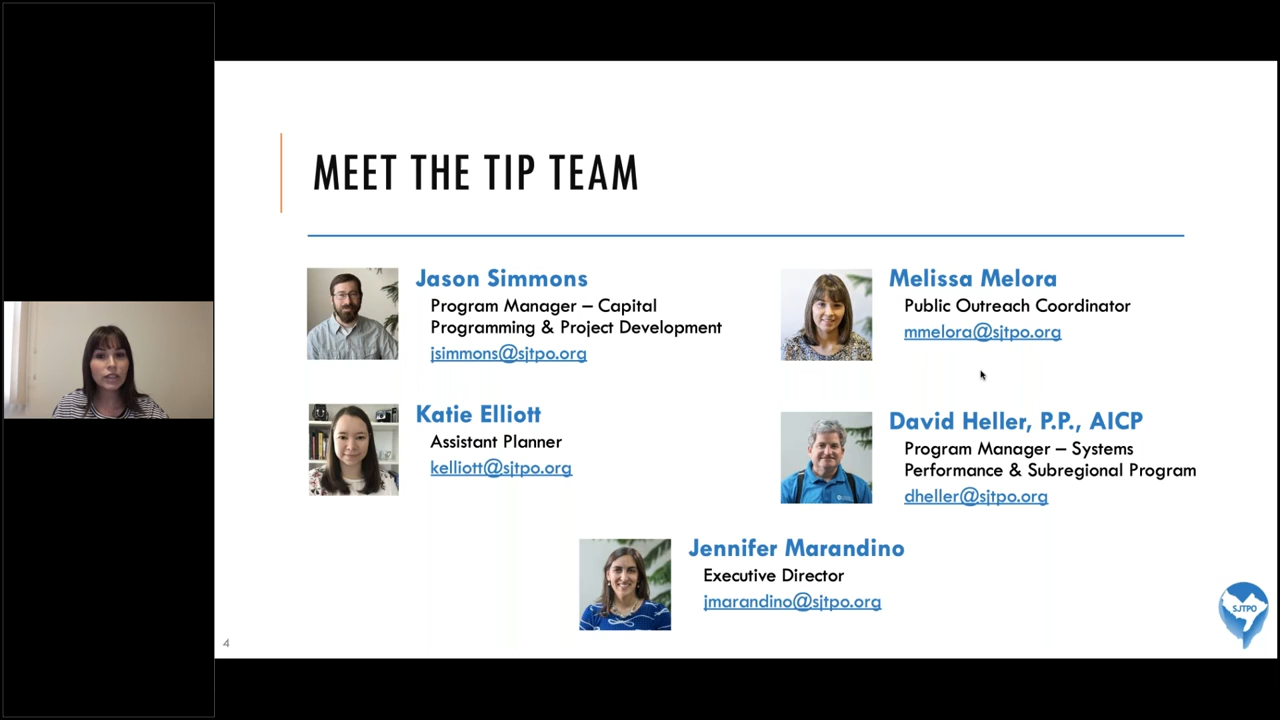 MEET THE TIP TEAM
Jason Simmons
Program Manager – Capital
Programming & Project Development
jsimmons@sjtpo.org
Melissa Melora
Public Outreach Coordinator
mmelora@sjtpo.org
Katie Elliott
Assistant Planner
kelliott@sjtpo.org
David Heller, P.P., AICP
Program Manager – Systems
Performance & Subregional Program
dheller@sjtpo.org
Jennifer Marandino
Executive Director
jmarandino@sjtpo.org
SJTPO
4